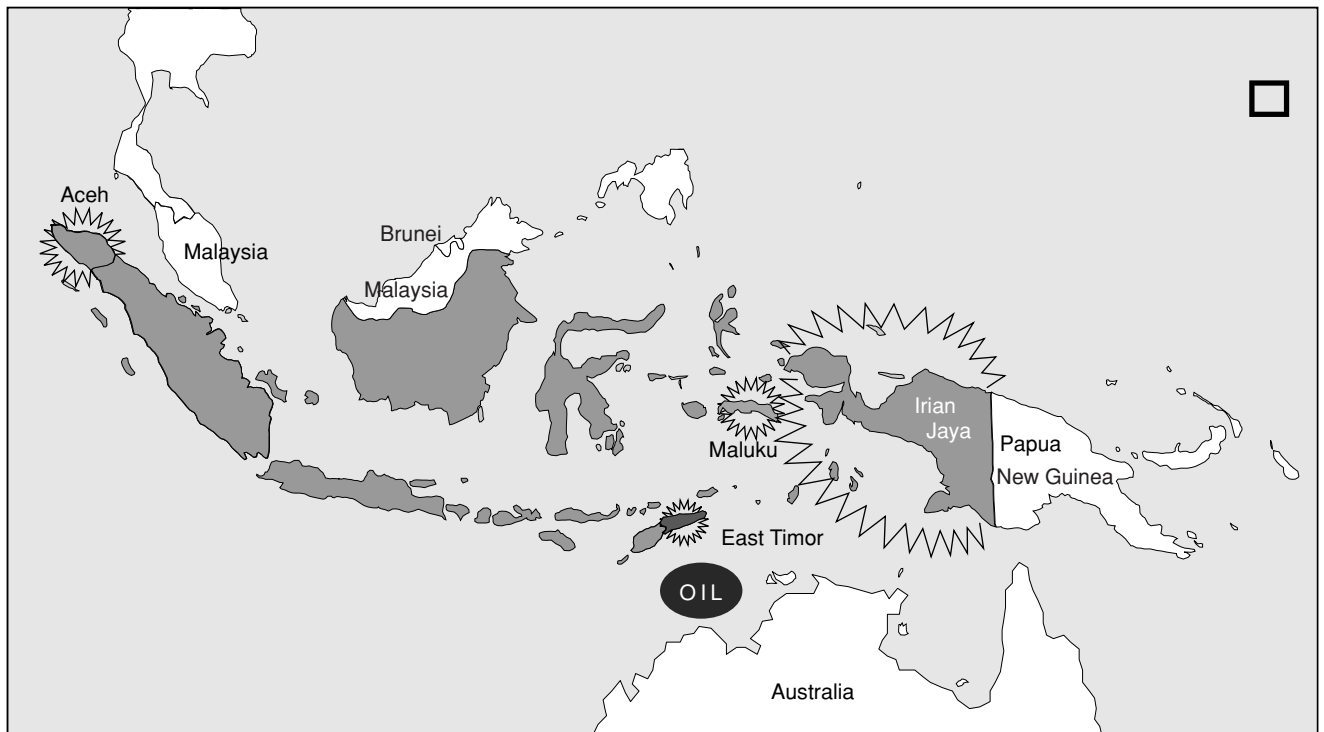 Aceh
Malaysia
Brunei
Malaysia
Irian
Jaya
Papua
New Guinea
Maluku
East Timor
OIL
Australia